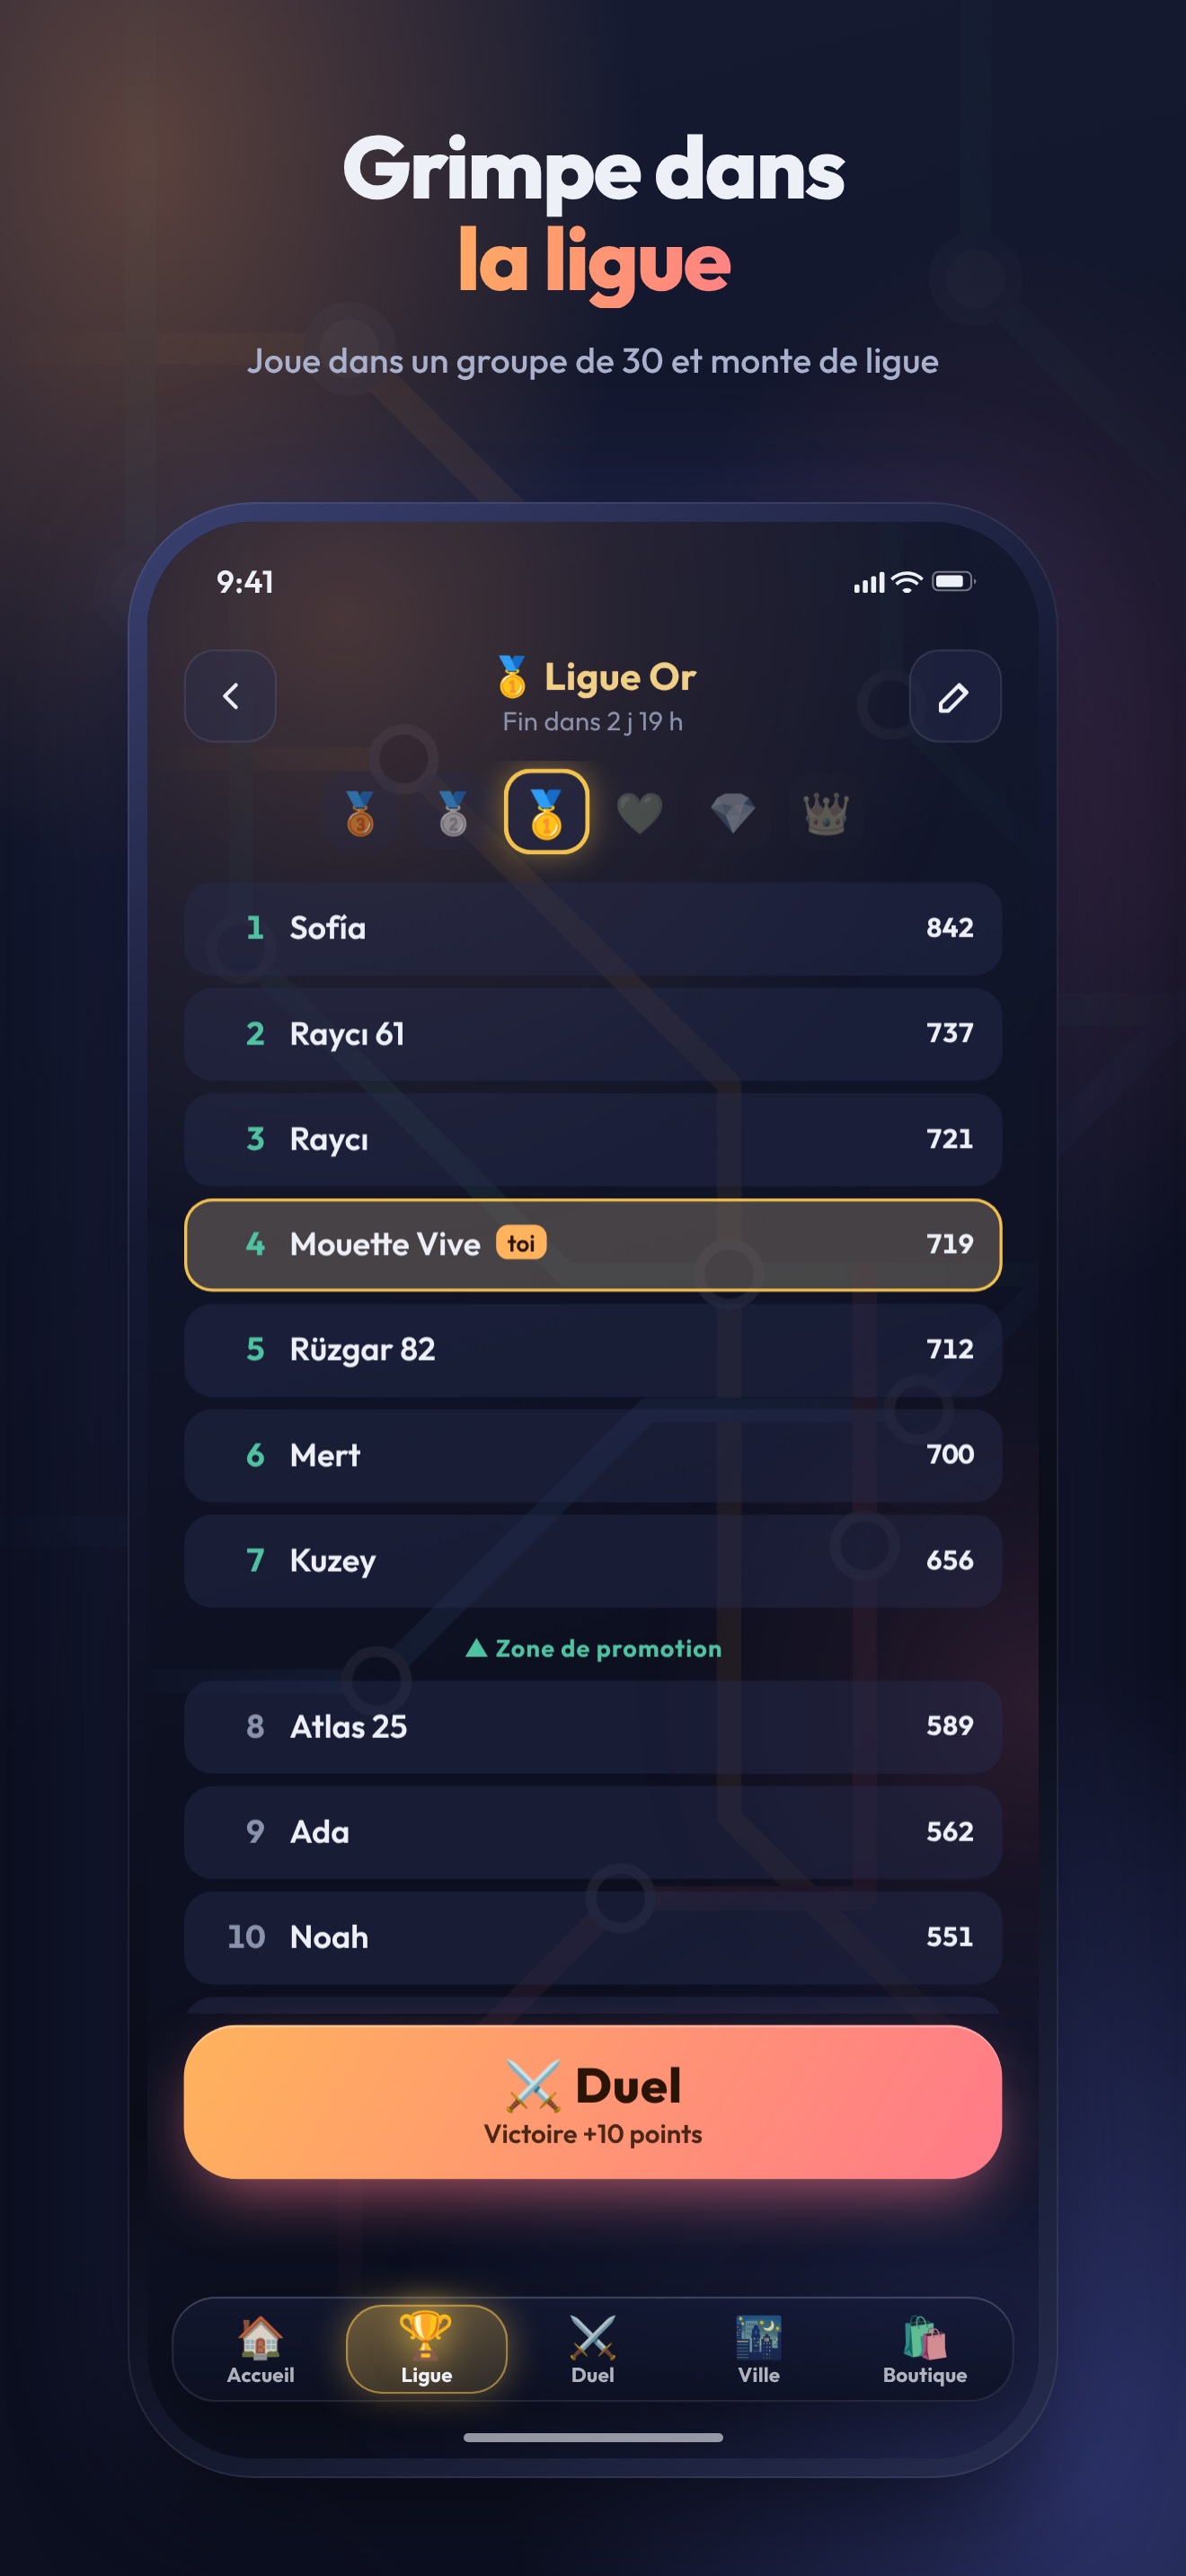 Grimpe dans
la ligue
Joue dans un groupe de 30 et monte de ligue
9:41
🥇 Ligue Or
Fin dans 2 j 19 h
1 Sofía 842
2 Raycı 61 737
3 Raycı 721
4 Mouette Vive toi 719
5 Rüzgar 82 712
6 Mert 700
7 Kuzey 656
▲ Zone de promotion
8 Atlas 25 589
9 Ada 562
10 Noah 551
⚔️ Duel
Victoire +10 points
Accueil Ligue Duel Ville Boutique